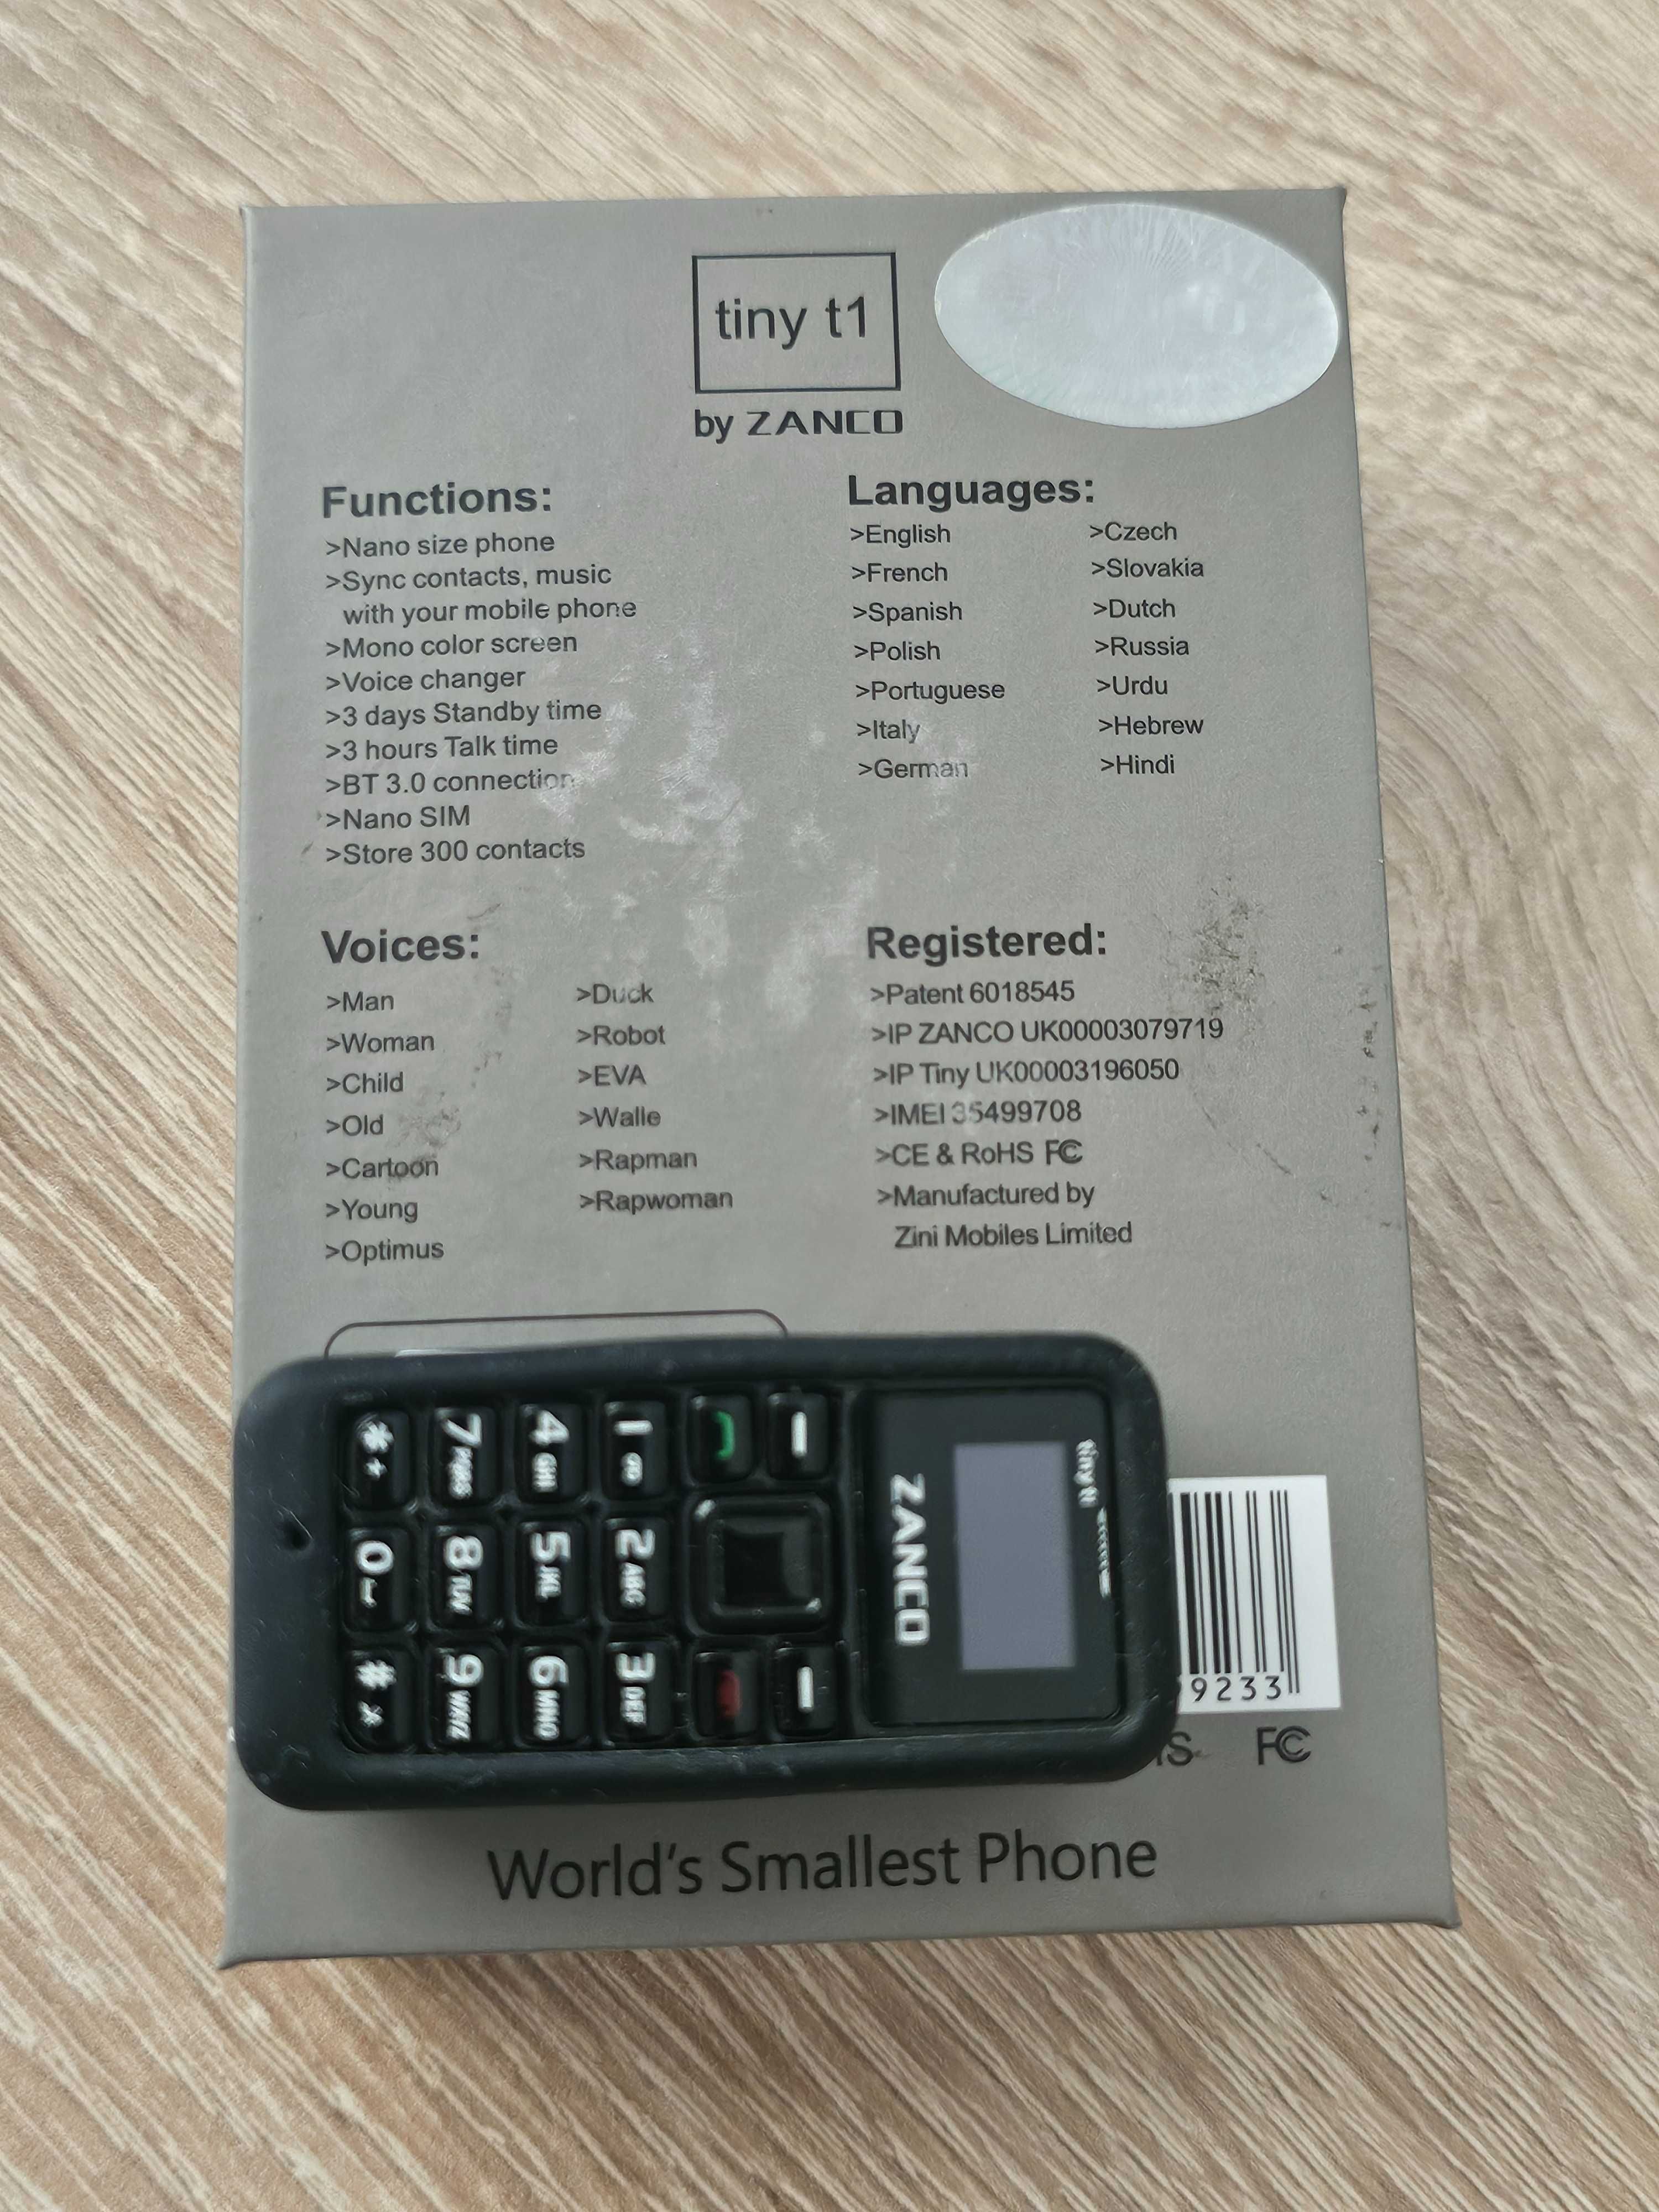 tiny t1
by ZANCO
Functions:
>Nano size phone
>Sync contacts, music
with your mobile phone
>Mono color screen
>Voice changer
>3 days Standby time
>3 hours Talk time
>BT 3.0 connection
>Nano SIM
>Store 300 contacts
Languages:
>English
>French
>Spanish
>Polish
>Portuguese
>Italy
>German
>Czech
>Slovakia
>Dutch
>Russia
>Urdu
>Hebrew
>Hindi
Voices:
>Man
>Woman
>Child
>Old
>Cartoon
>Young
>Optimus
>Duck
>Robot
>EVA
>Walle
>Rapman
>Rapwoman
Registered:
>Patent 6018545
>IP ZANCO UK00003079719
>IP Tiny UK00003196050
>IMEI 35499708
>CE & RoHS FC
>Manufactured by
Zini Mobiles Limited
tiny t1
ZANCO
1
2 ABC
3 DEF
4 GHI
5 JKL
6 MNO
7 PQRS
8 TUV
9 WXYZ
* +
0
#
9233
FC
World's Smallest Phone